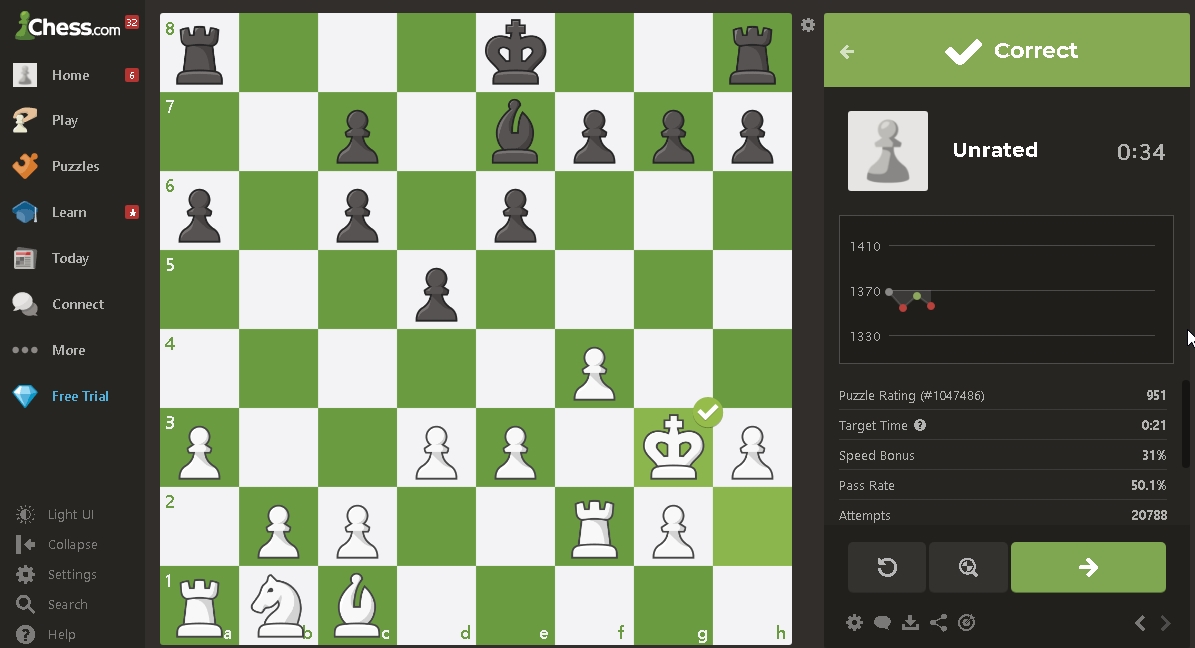 Chess.com 32
Home 6
Play
Puzzles
Learn
Today
Connect
More
Free Trial
Light UI
Collapse
Settings
Search
Help
8
7
6
5
4
3
2
1
a b c d e f g h
Correct
Unrated 0:34
1410
1370
1330
Puzzle Rating (#1047486) 951
Target Time ? 0:21
Speed Bonus 31%
Pass Rate 50.1%
Attempts 20788